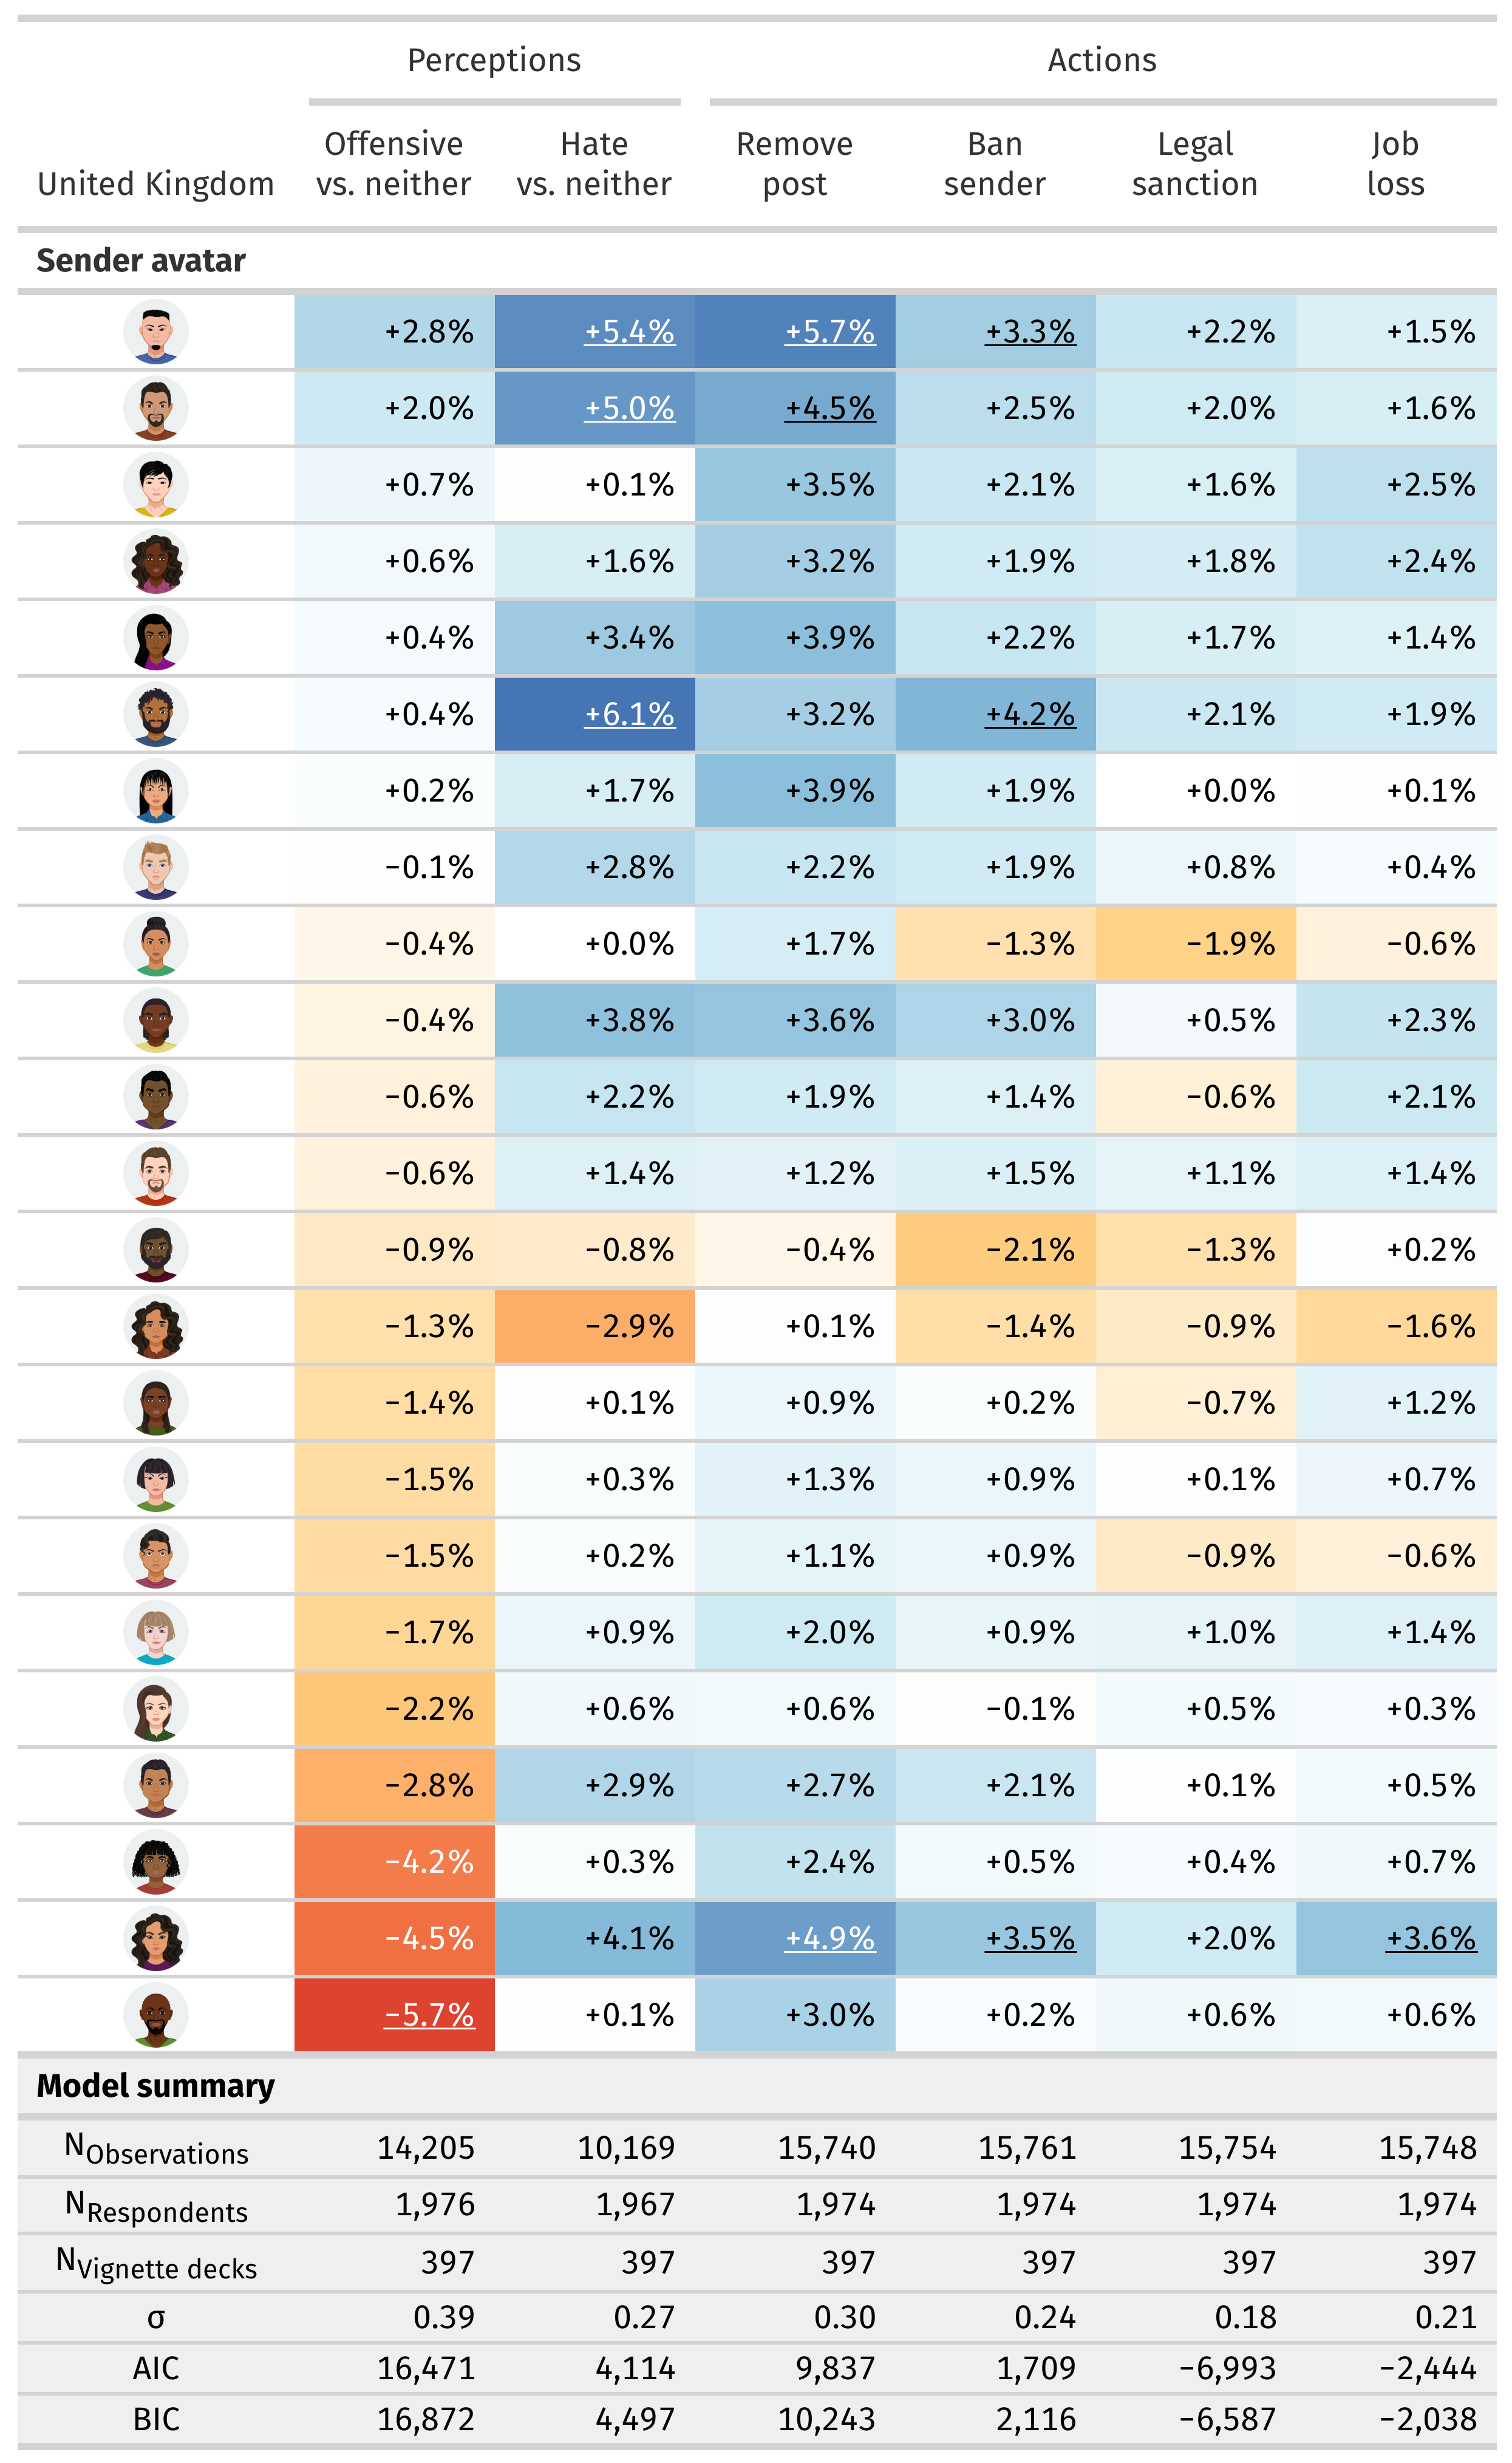 Perceptions Actions
Offensive Hate Remove Ban Legal Job
United Kingdom vs. neither vs. neither post sender sanction loss
Sender avatar
+2.8% +5.4% +5.7% +3.3% +2.2% +1.5%
+2.0% +5.0% +4.5% +2.5% +2.0% +1.6%
+0.7% +0.1% +3.5% +2.1% +1.6% +2.5%
+0.6% +1.6% +3.2% +1.9% +1.8% +2.4%
+0.4% +3.4% +3.9% +2.2% +1.7% +1.4%
+0.4% +6.1% +3.2% +4.2% +2.1% +1.9%
+0.2% +1.7% +3.9% +1.9% +0.0% +0.1%
−0.1% +2.8% +2.2% +1.9% +0.8% +0.4%
−0.4% +0.0% +1.7% −1.3% −1.9% −0.6%
−0.4% +3.8% +3.6% +3.0% +0.5% +2.3%
−0.6% +2.2% +1.9% +1.4% −0.6% +2.1%
−0.6% +1.4% +1.2% +1.5% +1.1% +1.4%
−0.9% −0.8% −0.4% −2.1% −1.3% +0.2%
−1.3% −2.9% +0.1% −1.4% −0.9% −1.6%
−1.4% +0.1% +0.9% +0.2% −0.7% +1.2%
−1.5% +0.3% +1.3% +0.9% +0.1% +0.7%
−1.5% +0.2% +1.1% +0.9% −0.9% −0.6%
−1.7% +0.9% +2.0% +0.9% +1.0% +1.4%
−2.2% +0.6% +0.6% −0.1% +0.5% +0.3%
−2.8% +2.9% +2.7% +2.1% +0.1% +0.5%
−4.2% +0.3% +2.4% +0.5% +0.4% +0.7%
−4.5% +4.1% +4.9% +3.5% +2.0% +3.6%
−5.7% +0.1% +3.0% +0.2% +0.6% +0.6%
Model summary
NObservations 14,205 10,169 15,740 15,761 15,754 15,748
NRespondents 1,976 1,967 1,974 1,974 1,974 1,974
NVignette decks 397 397 397 397 397 397
σ 0.39 0.27 0.30 0.24 0.18 0.21
AIC 16,471 4,114 9,837 1,709 −6,993 −2,444
BIC 16,872 4,497 10,243 2,116 −6,587 −2,038